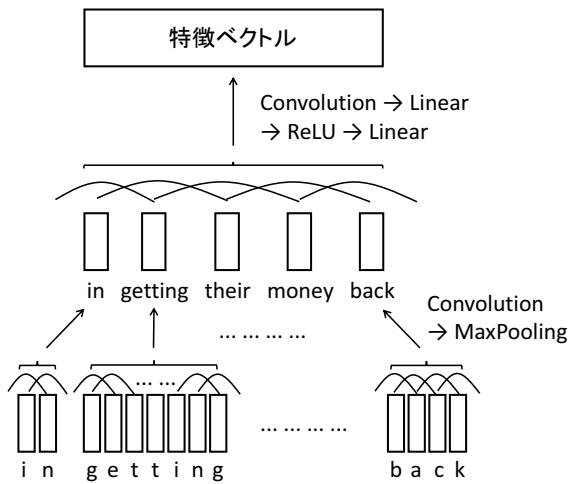 特徴ベクトル
Convolution → Linear
→ ReLU → Linear
in getting their money back
Convolution
→ MaxPooling
… … … …
… …
… … … …
i n g e t t i n g b a c k